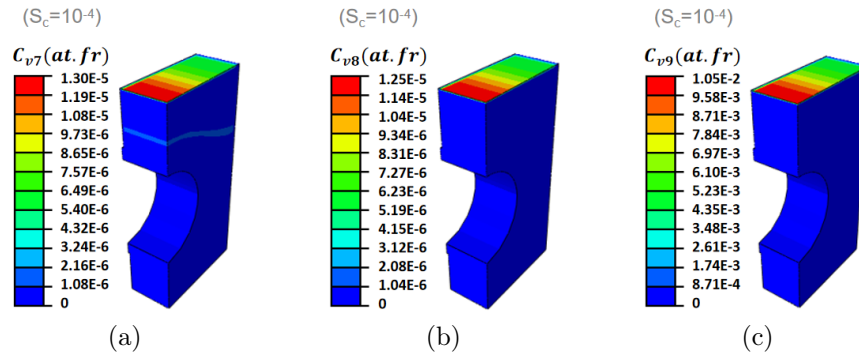 (S_c=10^-4)
C_v7(at.fr)
1.30E-5
1.19E-5
1.08E-5
9.73E-6
8.65E-6
7.57E-6
6.49E-6
5.40E-6
4.32E-6
3.24E-6
2.16E-6
1.08E-6
0
(a)
(S_c=10^-4)
C_v8(at.fr)
1.25E-5
1.14E-5
1.04E-5
9.34E-6
8.31E-6
7.27E-6
6.23E-6
5.19E-6
4.15E-6
3.12E-6
2.08E-6
1.04E-6
0
(b)
(S_c=10^-4)
C_v9(at.fr)
1.05E-2
9.58E-3
8.71E-3
7.84E-3
6.97E-3
6.10E-3
5.23E-3
4.35E-3
3.48E-3
2.61E-3
1.74E-3
8.71E-4
0
(c)